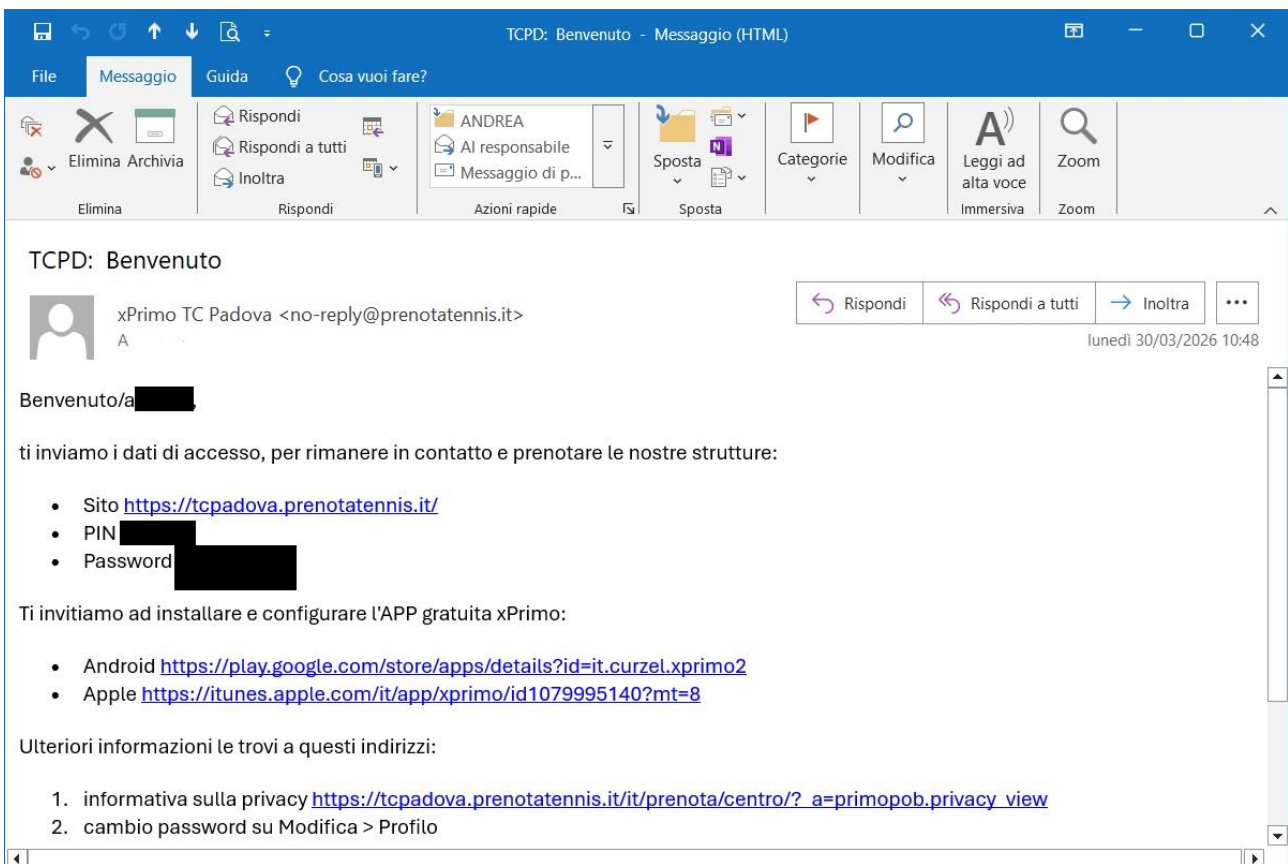 TCPD: Benvenuto - Messaggio (HTML)
File Messaggio Guida Cosa vuoi fare?
Elimina Archivia
Rispondi
Rispondi a tutti
Inoltra
ANDREA
Al responsabile
Messaggio di p...
Sposta
Categorie
Modifica
Leggi ad
alta voce
Zoom
Elimina Rispondi Azioni rapide Sposta Immersiva Zoom
TCPD: Benvenuto
xPrimo TC Padova <no-reply@prenotatennis.it>
A
Rispondi Rispondi a tutti Inoltra
lunedì 30/03/2026 10:48
Benvenuto/a ,
ti inviamo i dati di accesso, per rimanere in contatto e prenotare le nostre strutture:
• Sito https://tcpadova.prenotatennis.it/
• PIN
• Password
Ti invitiamo ad installare e configurare l'APP gratuita xPrimo:
• Android https://play.google.com/store/apps/details?id=it.curzel.xprimo2
• Apple https://itunes.apple.com/it/app/xprimo/id1079995140?mt=8
Ulteriori informazioni le trovi a questi indirizzi:
1. informativa sulla privacy https://tcpadova.prenotatennis.it/it/prenota/centro/?_a=primopob.privacy_view
2. cambio password su Modifica > Profilo